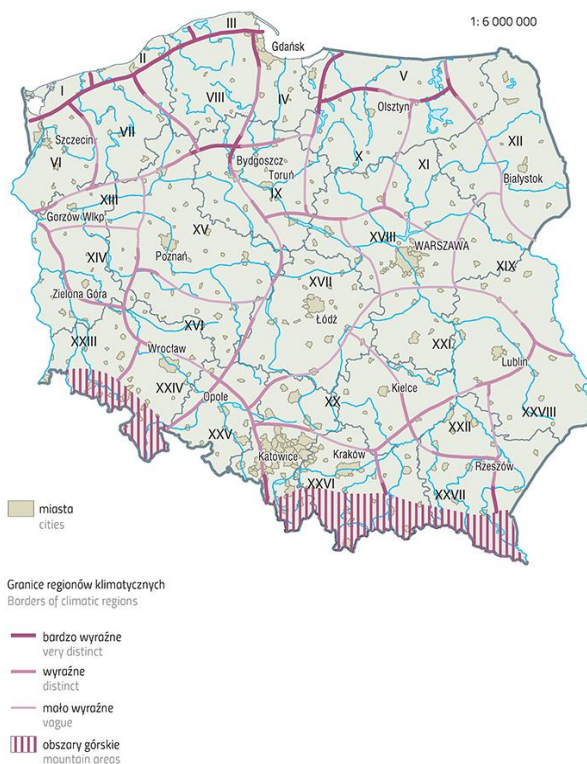 1: 6 000 000
III
Gdańsk
II
I
V
VIII
IV
Olsztyn
VII
XII
Szczecin
VI
Bydgoszcz
X
XI
Toruń
Białystok
IX
XIII
Gorzów Wlkp.
XV
XVIII
WARSZAWA
Poznań
XIV
XIX
XVII
Zielona Góra
Łódź
XVI
XXIII
XXI
Wrocław
Lublin
XXIV
Kielce
Opole
XX
XXVIII
XXII
XXV
Katowice
Kraków
Rzeszów
XXVI
XXVII
miasta
cities
Granice regionów klimatycznych
Borders of climatic regions
bardzo wyraźne
very distinct
wyraźne
distinct
mało wyraźne
vague
obszary górskie
mountain areas